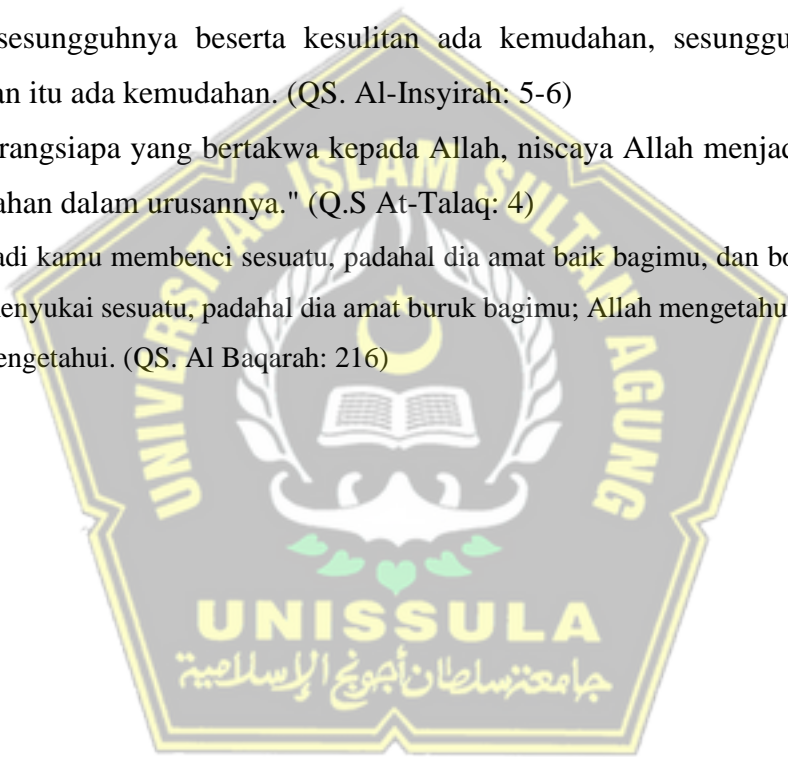 sesungguhnya beserta kesulitan ada kemudahan, sesunggu
an itu ada kemudahan. (QS. Al-Insyirah: 5-6)
rangsiapa yang bertakwa kepada Allah, niscaya Allah menjad
ahan dalam urusannya." (Q.S At-Talaq: 4)
adi kamu membenci sesuatu, padahal dia amat baik bagimu, dan bo
nenyukai sesuatu, padahal dia amat buruk bagimu; Allah mengetahu
engetahui. (QS. Al Baqarah: 216)
UNIVERSITAS ISLAM SULTAN AGUNG
UNISSULA
جامعة سلطان أجونج الإسلامية